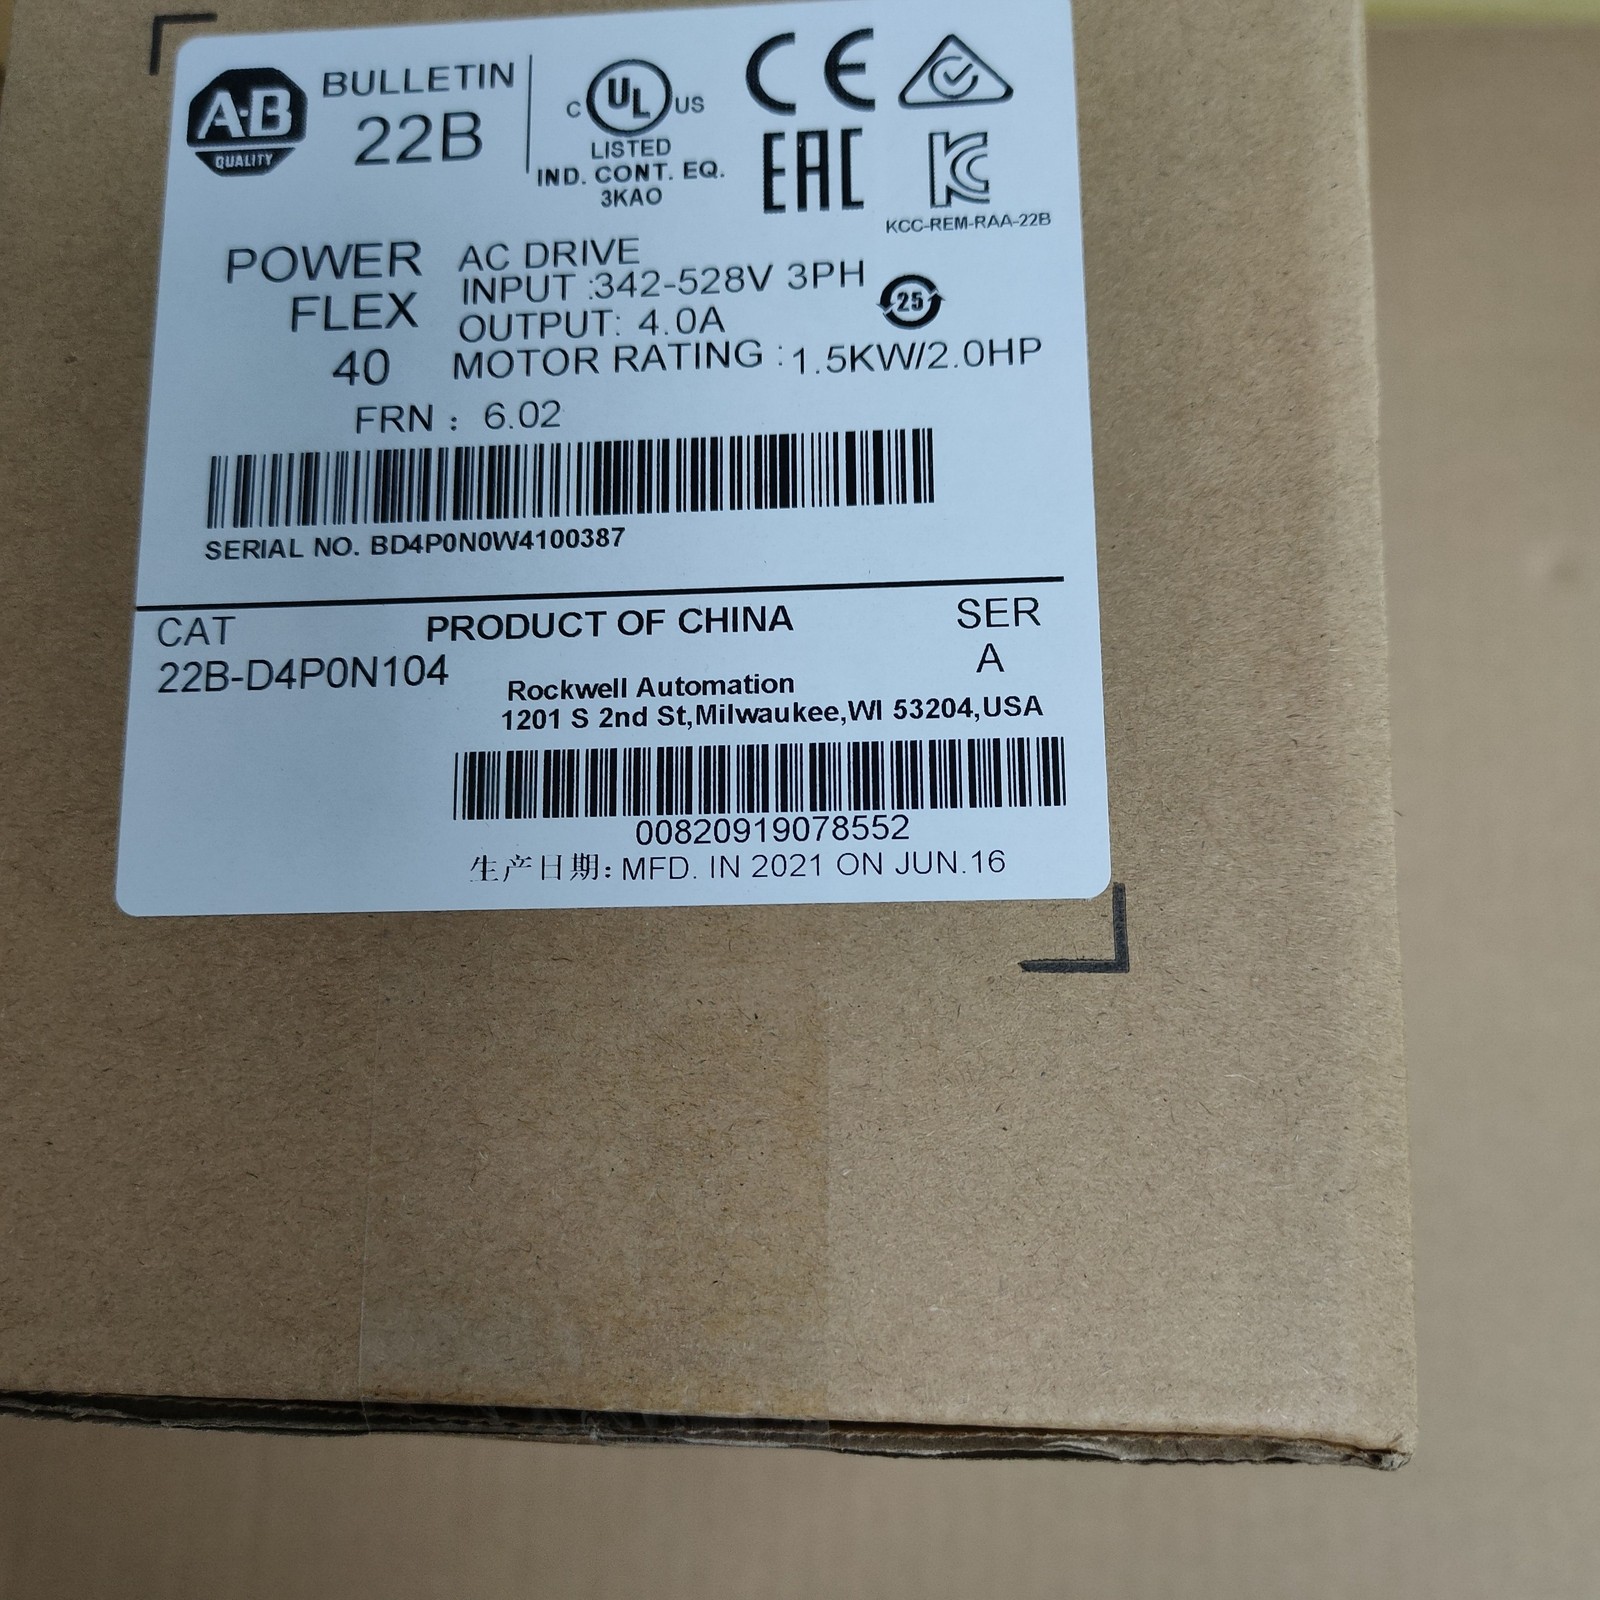 A-B
QUALITY
BULLETIN
22B
C UL US
LISTED
IND. CONT. EQ.
3KAO
CE
EAC
KC
KCC-REM-RAA-22B
POWER
FLEX
40
AC DRIVE
INPUT :342-528V 3PH
OUTPUT: 4.0A
MOTOR RATING : 1.5KW/2.0HP
25
FRN : 6.02
SERIAL NO. BD4P0N0W4100387
CAT
22B-D4P0N104
PRODUCT OF CHINA
SER
A
Rockwell Automation
1201 S 2nd St,Milwaukee,WI 53204,USA
00820919078552
生产日期: MFD. IN 2021 ON JUN.16